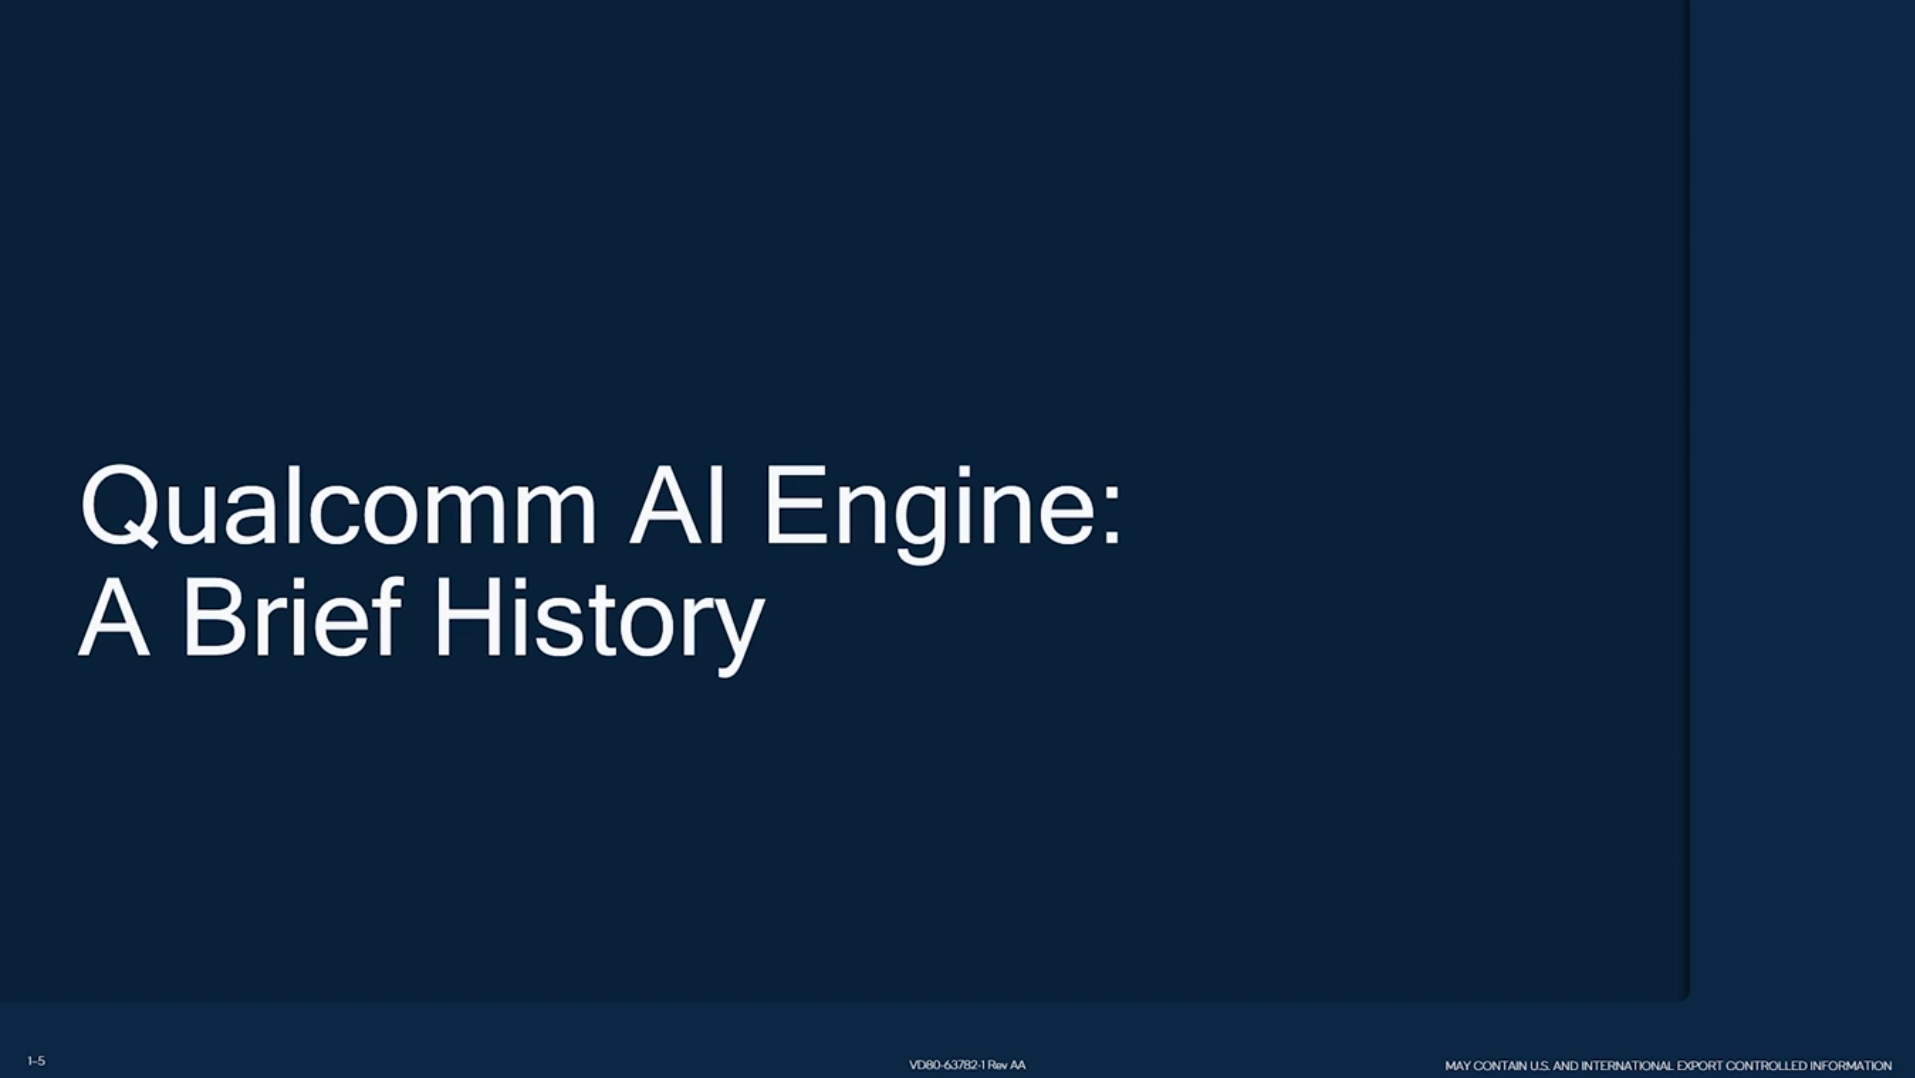 Qualcomm AI Engine:
A Brief History
1-5
VD80-63782-1 Rev AA
MAY CONTAIN U.S. AND INTERNATIONAL EXPORT CONTROLLED INFORMATION